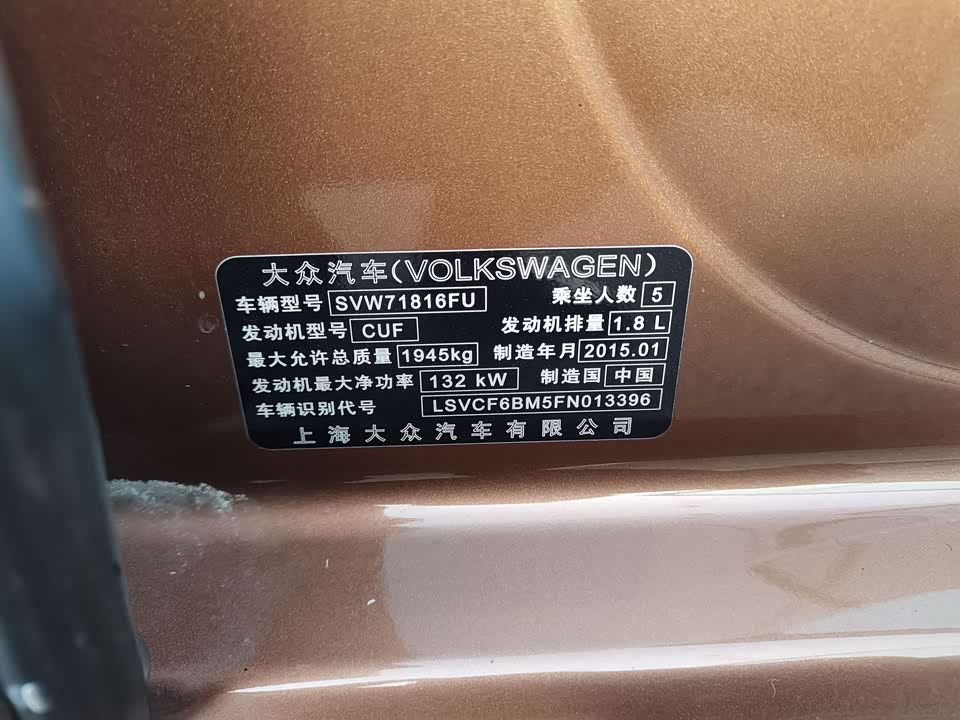 大众汽车(VOLKSWAGEN)
车辆型号 SVW71816FU 乘坐人数 5
发动机型号 CUF 发动机排量 1.8 L
最大允许总质量 1945kg 制造年月 2015.01
发动机最大净功率 132 kW 制造国 中国
车辆识别代号 LSVCF6BM5FN013396
上海大众汽车有限公司